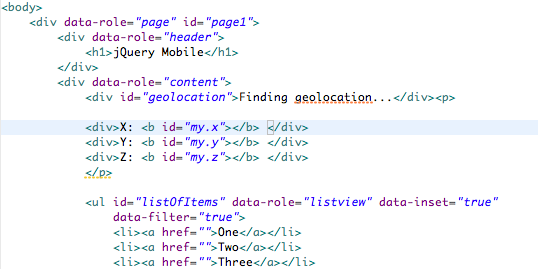 <body>
<div data-role="page" id="page1">
<div data-role="header">
<h1>jQuery Mobile</h1>
</div>
<div data-role="content">
<div id="geolocation">Finding geolocation...</div><p>
<div>X: <b id="my.x"></b> </div>
<div>Y: <b id="my.y"></b> </div>
<div>Z: <b id="my.z"></b> </div>
</p>
<ul id="listOfItems" data-role="listview" data-inset="true"
data-filter="true">
<li><a href="">One</a></li>
<li><a href="">Two</a></li>
<li><a href="">Three</a></li>